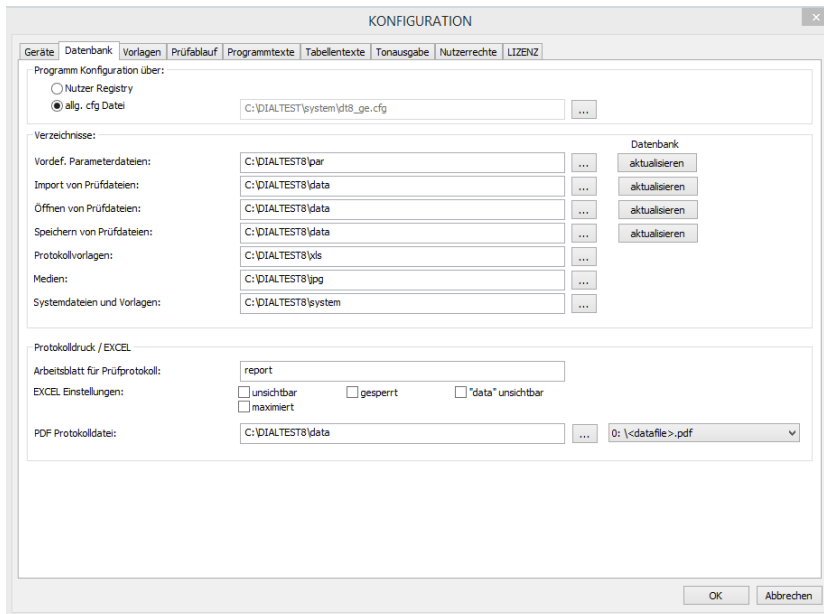 KONFIGURATION
Geräte Datenbank Vorlagen Prüfablauf Programmtexte Tabellentexte Tonausgabe Nutzerrechte LIZENZ
Programm Konfiguration über:
Nutzer Registry
allg. cfg Datei C:\DIALTEST\system\dt8_ge.cfg ...
Verzeichnisse:
Datenbank
Vordef. Parameterdateien: C:\DIALTEST8\par ... aktualisieren
Import von Prüfdateien: C:\DIALTEST8\data ... aktualisieren
Öffnen von Prüfdateien: C:\DIALTEST8\data ... aktualisieren
Speichern von Prüfdateien: C:\DIALTEST8\data ... aktualisieren
Protokollvorlagen: C:\DIALTEST8\xls ...
Medien: C:\DIALTEST8\jpg ...
Systemdateien und Vorlagen: C:\DIALTEST8\system ...
Protokolldruck / EXCEL
Arbeitsblatt für Prüfprotokoll: report
EXCEL Einstellungen: unsichtbar gesperrt "data" unsichtbar
maximiert
PDF Protokolldatei: C:\DIALTEST8\data ... 0: \<datafile>.pdf
OK Abbrechen